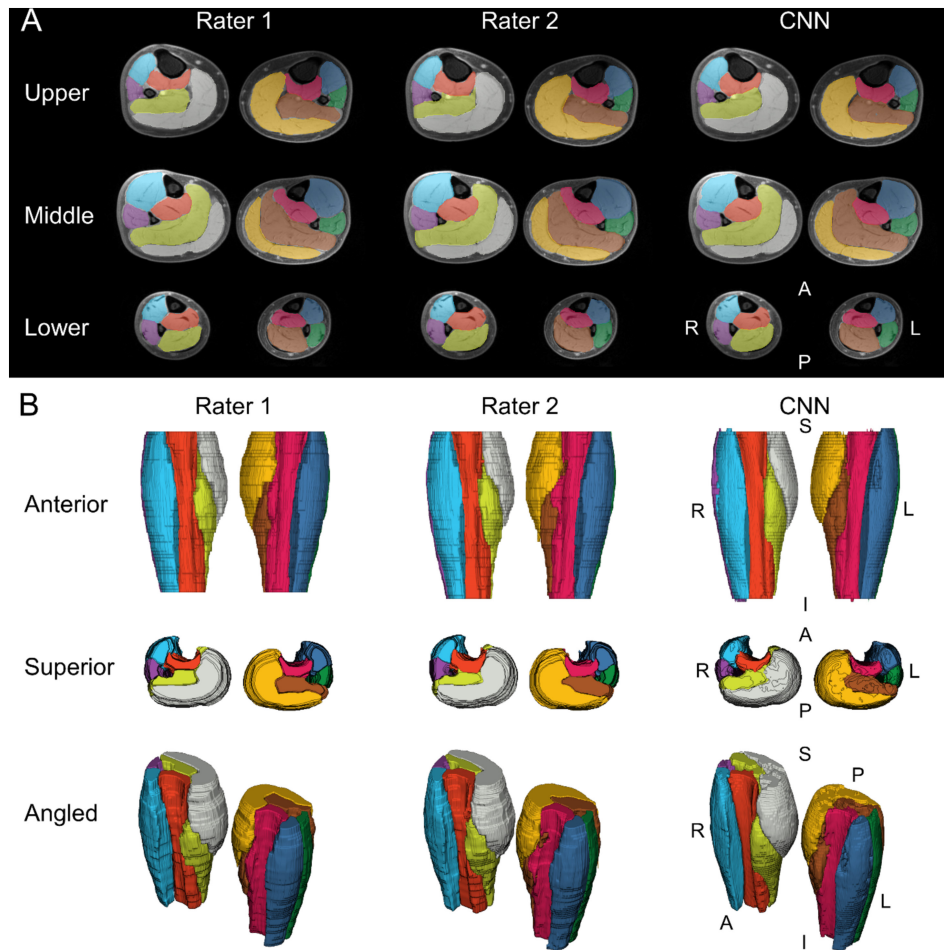 A
Rater 1 Rater 2 CNN
Upper
Middle
A
Lower R L
P
B
Rater 1 Rater 2 CNN
S
Anterior
R L
I
A
Superior R L
P
S
P
Angled
R
L
A
I